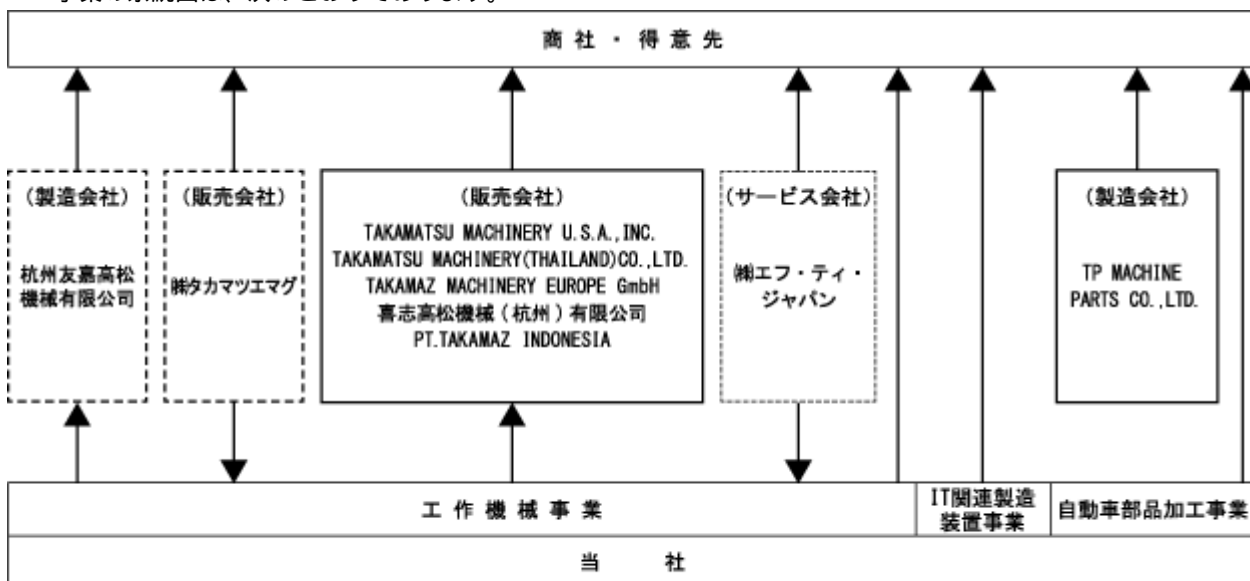 商社・得意先
(製造会社)
杭州友嘉高松
機械有限公司
(販売会社)
㈱タカマツエマグ
(販売会社)
TAKAMATSU MACHINERY U.S.A.,INC.
TAKAMATSU MACHINERY(THAILAND)CO.,LTD.
TAKAMAZ MACHINERY EUROPE GmbH
喜志高松機械(杭州)有限公司
PT.TAKAMAZ INDONESIA
(サービス会社)
㈱エフ・ティ・
ジャパン
(製造会社)
TP MACHINE
PARTS CO.,LTD.
工作機械事業
IT関連製造
装置事業
自動車部品加工事業
当社